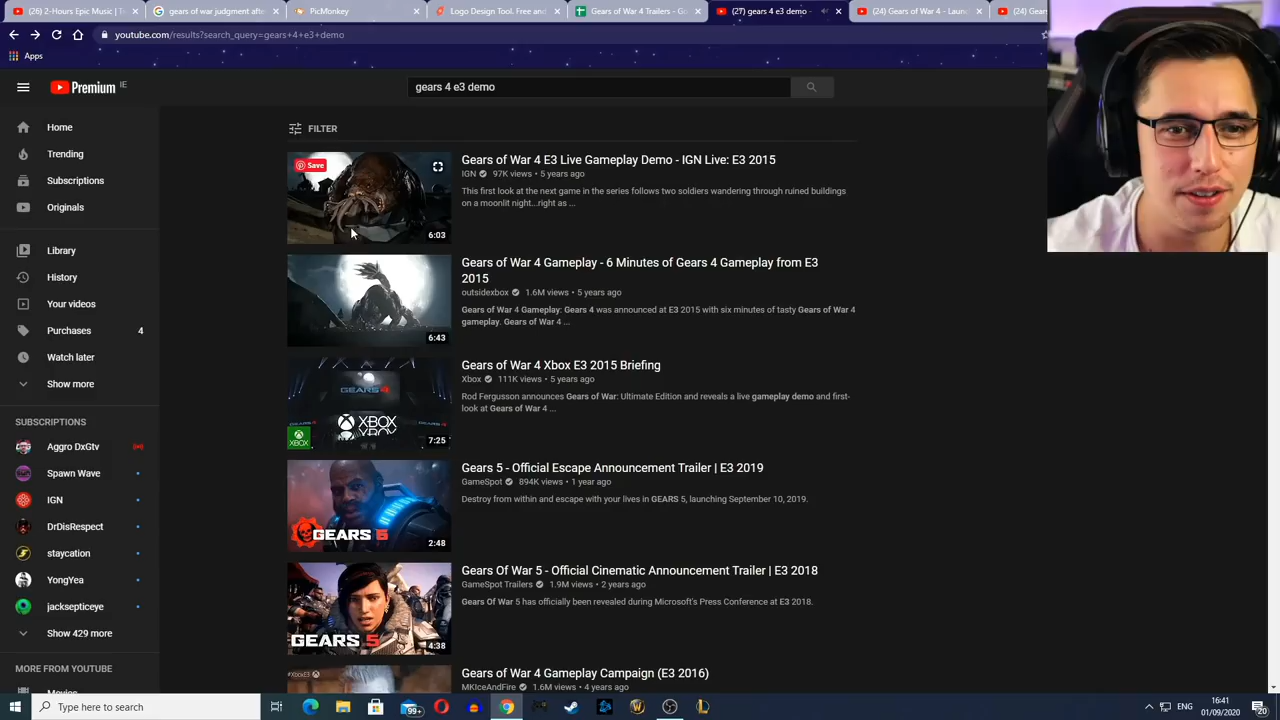 (20) 2-Hours Epic Music | T
gears of war judgment afte
PicMonkey
Logo Design Tool. Free and
Gears of War 4 Trailers - Go
(27) gears 4 e3 demo -
(24) Gears of War 4 - Laun
(24) Gears
youtube.com/results?search_query=gears+4+e3+demo
Apps
Premium IE
gears 4 e3 demo
Home
Trending
Subscriptions
Originals
Library
History
Your videos
Purchases 4
Watch later
Show more
SUBSCRIPTIONS
Aggro DxGtv
Spawn Wave
IGN
DrDisRespect
staycation
YongYea
jacksepticeye
Show 429 more
MORE FROM YOUTUBE
Movies
FILTER
Save
6:03
Gears of War 4 E3 Live Gameplay Demo - IGN Live: E3 2015
IGN 97K views • 5 years ago
This first look at the next game in the series follows two soldiers wandering through ruined buildings
on a moonlit night...right as ...
6:43
Gears of War 4 Gameplay - 6 Minutes of Gears 4 Gameplay from E3
2015
outsidexbox 1.6M views • 5 years ago
Gears of War 4 Gameplay: Gears 4 was announced at E3 2015 with six minutes of tasty Gears of War 4
gameplay. Gears of War 4 ...
GEARS 4
XBOX
XBOX
7:25
Gears of War 4 Xbox E3 2015 Briefing
Xbox 111K views • 5 years ago
Rod Fergusson announces Gears of War: Ultimate Edition and reveals a live gameplay demo and first-
look at Gears of War 4 ...
GEARS 5
2:48
Gears 5 - Official Escape Announcement Trailer | E3 2019
GameSpot 894K views • 1 year ago
Destroy from within and escape with your lives in GEARS 5, launching September 10, 2019.
GEARS 5
4:38
Gears Of War 5 - Official Cinematic Announcement Trailer | E3 2018
GameSpot Trailers 1.9M views • 2 years ago
Gears Of War 5 has officially been revealed during Microsoft's Press Conference at E3 2018.
#XboxE3
Gears of War 4 Gameplay Campaign (E3 2016)
MKIceAndFire 1.6M views • 4 years ago
Type here to search
99+
ENG
16:41
01/09/2020
20